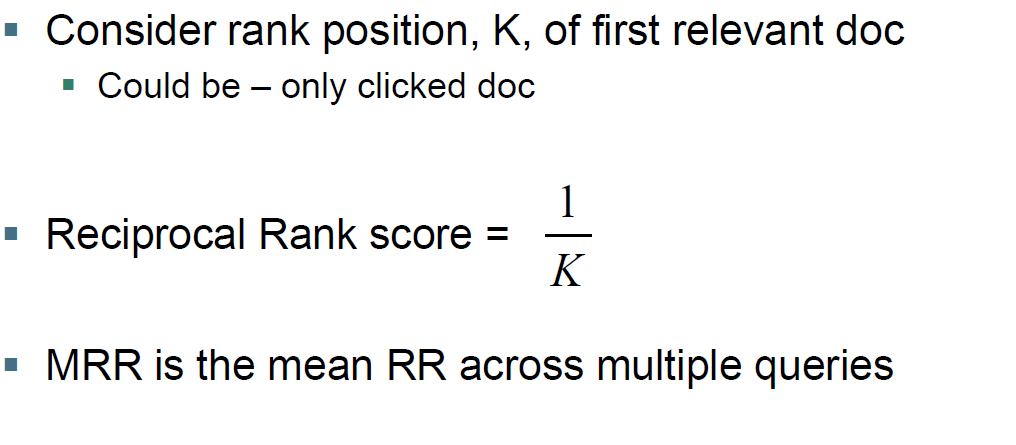 Consider rank position, K, of first relevant doc
Could be – only clicked doc
Reciprocal Rank score = 1/K
MRR is the mean RR across multiple queries